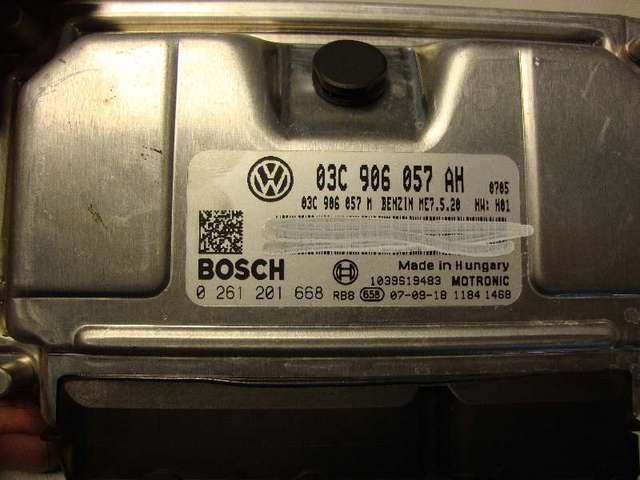 03C 906 057 AH 0705
03C 906 057 M BENZIN ME7.5.20 HW: H01
BOSCH Made in Hungary
1039S19483 MOTRONIC
0 261 201 668 RB8 658 07-09-18 1184 1468